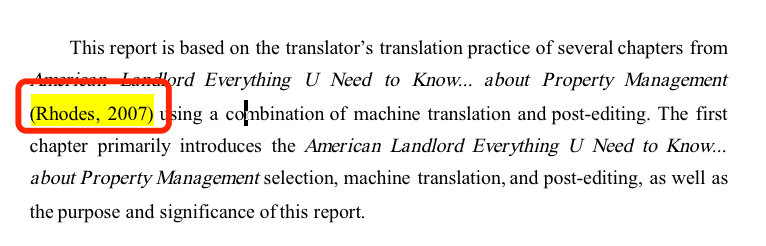 This report is based on the translator's translation practice of several chapters from
American Landlord Everything U Need to Know... about Property Management
(Rhodes, 2007) using a combination of machine translation and post-editing. The first
chapter primarily introduces the American Landlord Everything U Need to Know...
about Property Management selection, machine translation, and post-editing, as well as
the purpose and significance of this report.